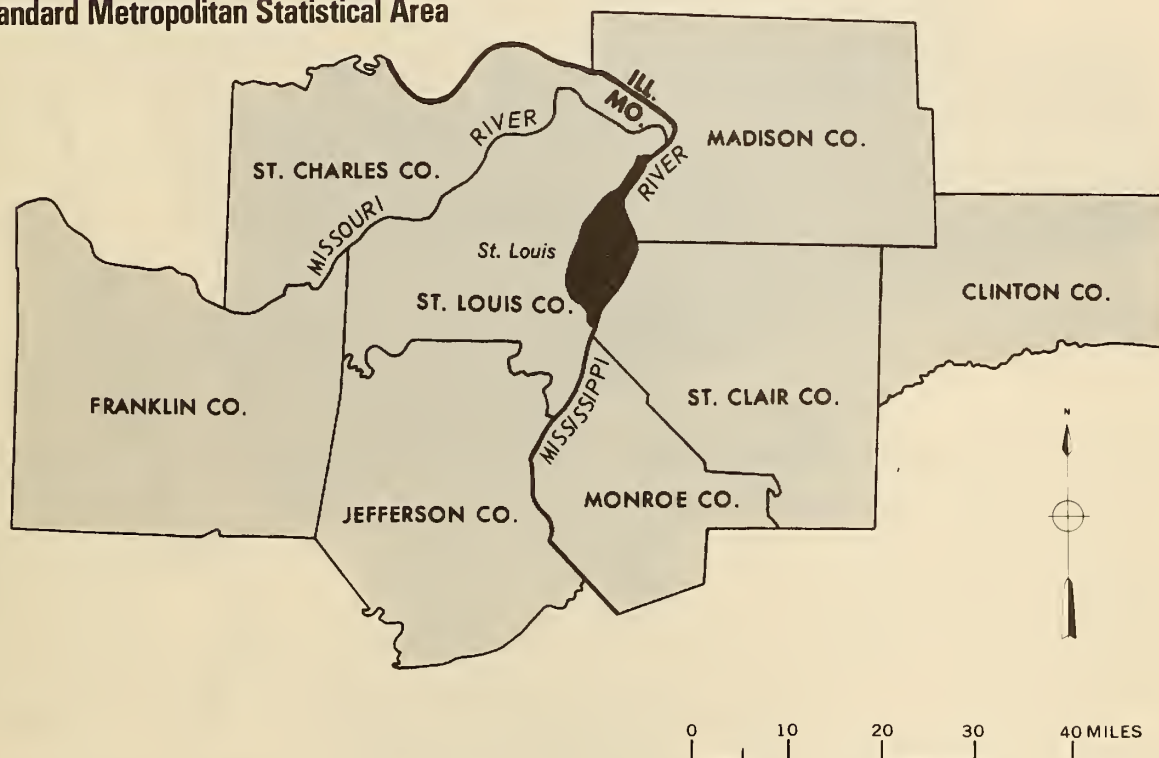 andard Metropolitan Statistical Area
ILL.
MO.
RIVER
MADISON CO.
ST. CHARLES CO.
RIVER
MISSOURI
St. Louis
ST. LOUIS CO.
CLINTON CO.
FRANKLIN CO.
MISSISSIPPI
ST. CLAIR CO.
N
JEFFERSON CO.
MONROE CO.
0 10 20 30 40 MILES